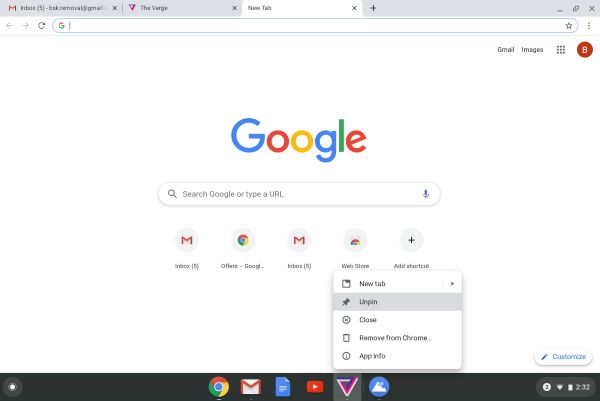 Inbox (5) - bsk.removal@gmail.c
The Verge
New Tab
Gmail Images
B
Google
Search Google or type a URL
Inbox (5)
Offers – Googl...
Inbox (5)
Web Store
Add shortcut
New tab
Unpin
Close
Remove from Chrome...
App info
Customize
2 2:32